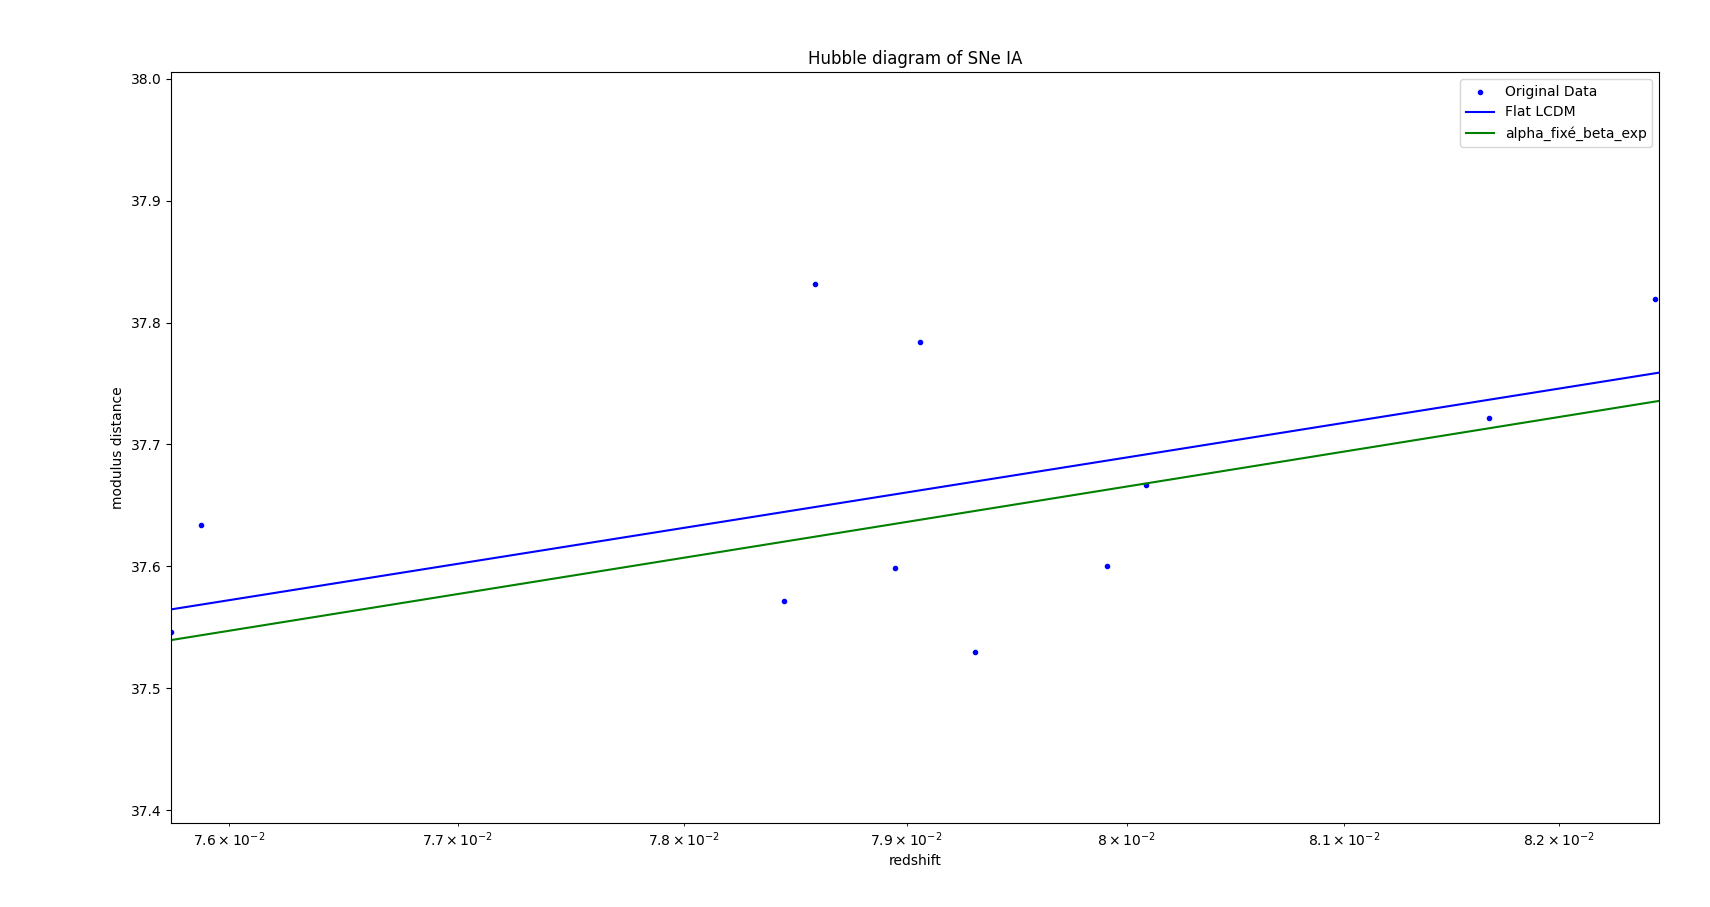 Hubble diagram of SNe IA
38.0
37.9
37.8
37.7
37.6
37.5
37.4
modulus distance
Original Data
Flat LCDM
alpha_fixé_beta_exp
7.6 × 10⁻²
7.7 × 10⁻²
7.8 × 10⁻²
7.9 × 10⁻²
8 × 10⁻²
8.1 × 10⁻²
8.2 × 10⁻²
redshift